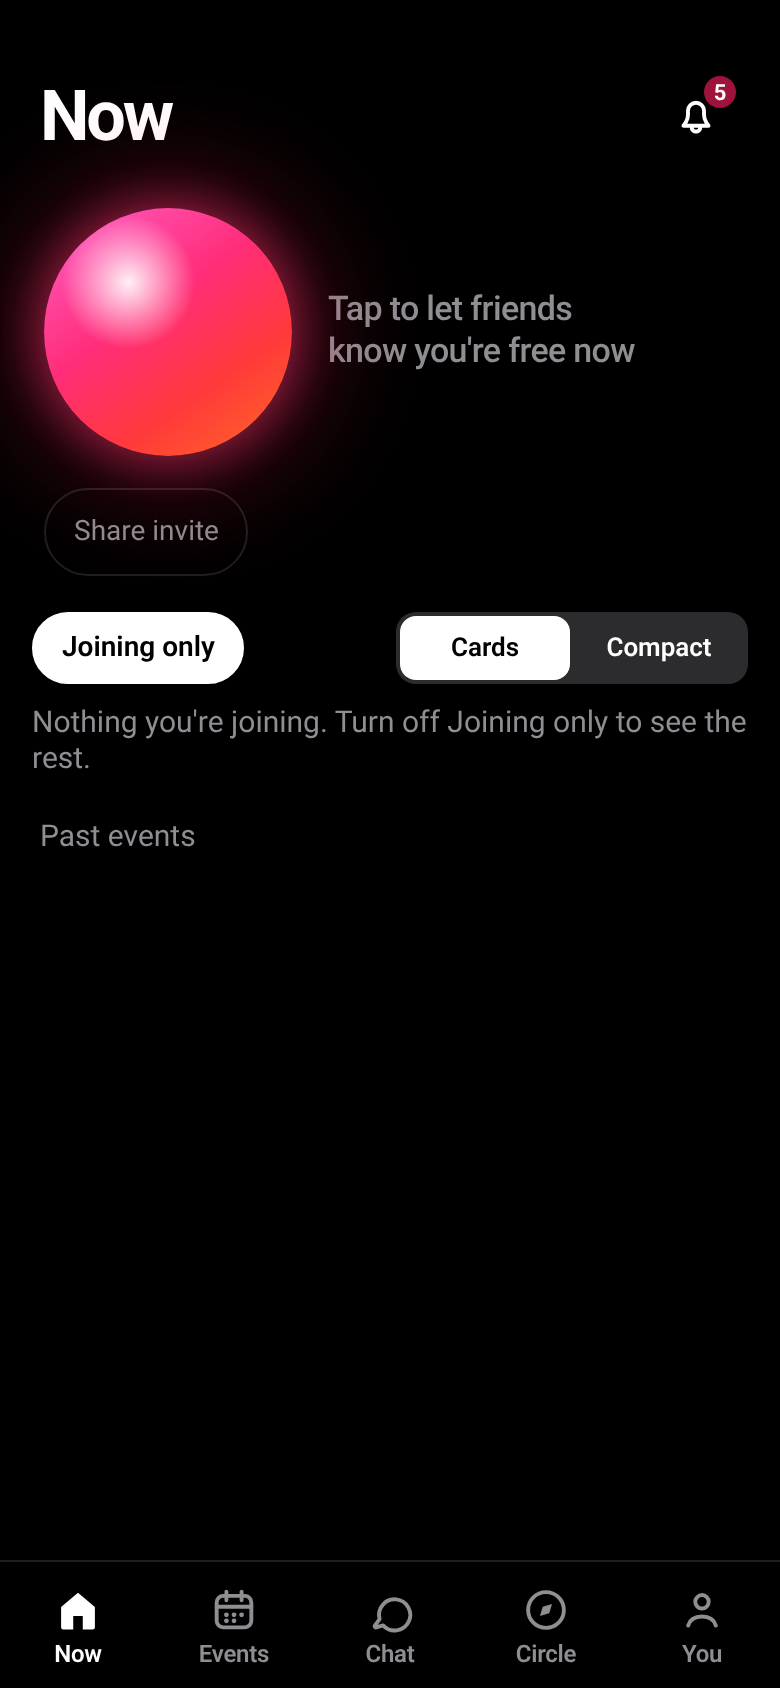 Now
5
Tap to let friends
know you're free now
Share invite
Joining only
Cards
Compact
Nothing you're joining. Turn off Joining only to see the
rest.
Past events
Now
Events
Chat
Circle
You